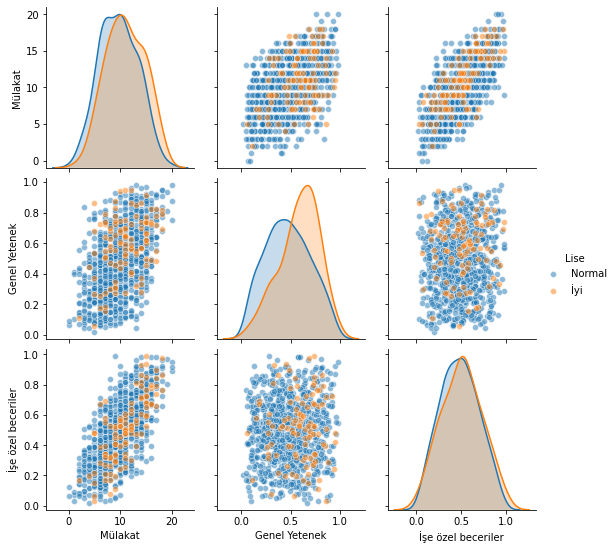 20
15
10
5
0
Mülakat
1.0
0.8
0.6
0.4
0.2
0.0
Genel Yetenek
Lise
Normal
İyi
1.0
0.8
0.6
0.4
0.2
0.0
İşe özel beceriler
0 10 20
0.0 0.5 1.0
0.0 0.5 1.0
Mülakat
Genel Yetenek
İşe özel beceriler